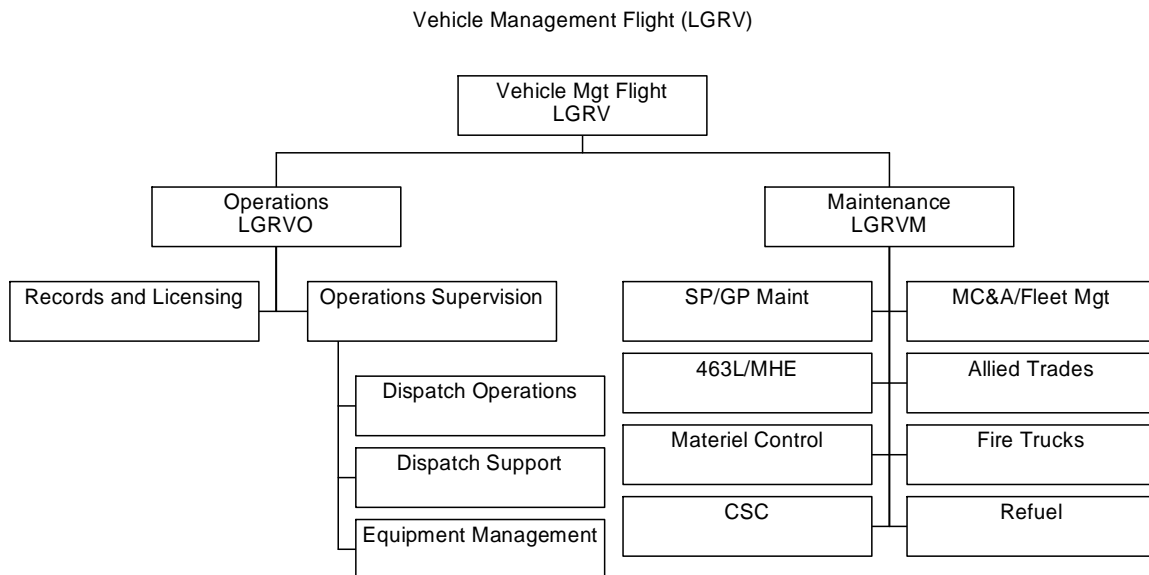 Vehicle Management Flight (LGRV)
Vehicle Mgt Flight
LGRV
Operations
LGRVO
Maintenance
LGRVM
Records and Licensing
Operations Supervision
SP/GP Maint
MC&A/Fleet Mgt
463L/MHE
Allied Trades
Dispatch Operations
Materiel Control
Fire Trucks
Dispatch Support
CSC
Refuel
Equipment Management